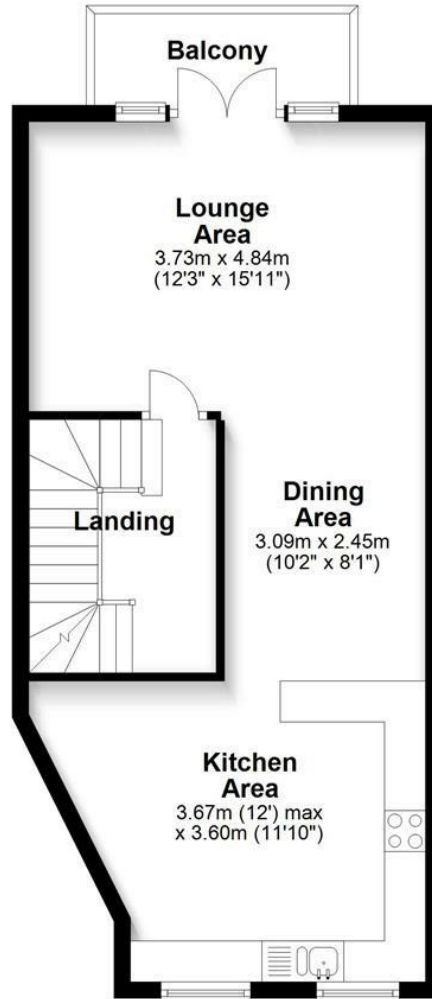 Balcony
Lounge
Area
3.73m x 4.84m
(12'3" x 15'11")
Landing
Dining
Area
3.09m x 2.45m
(10'2" x 8'1")
Kitchen
Area
3.67m (12') max
x 3.60m (11'10")